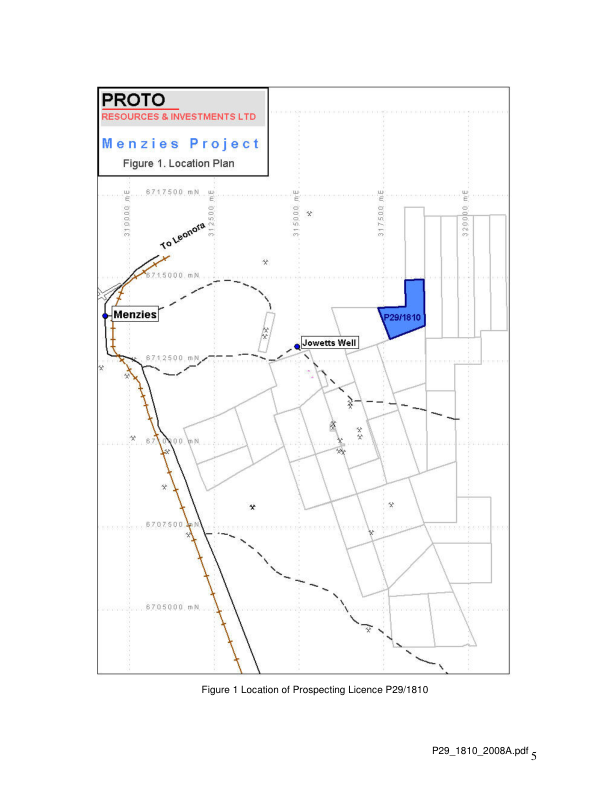 PROTO
RESOURCES & INVESTMENTS LTD
Menzies Project
Figure 1. Location Plan
6717500 mN
310000 mE
312500 mE
315000 mE
317500 mE
320000 mE
To Leonora
6715000 mN
Menzies
P29/1810
Jowetts Well
6712500 mN
6710000 mN
6707500 mN
6705000 mN
Figure 1 Location of Prospecting Licence P29/1810
P29_1810_2008A.pdf 5